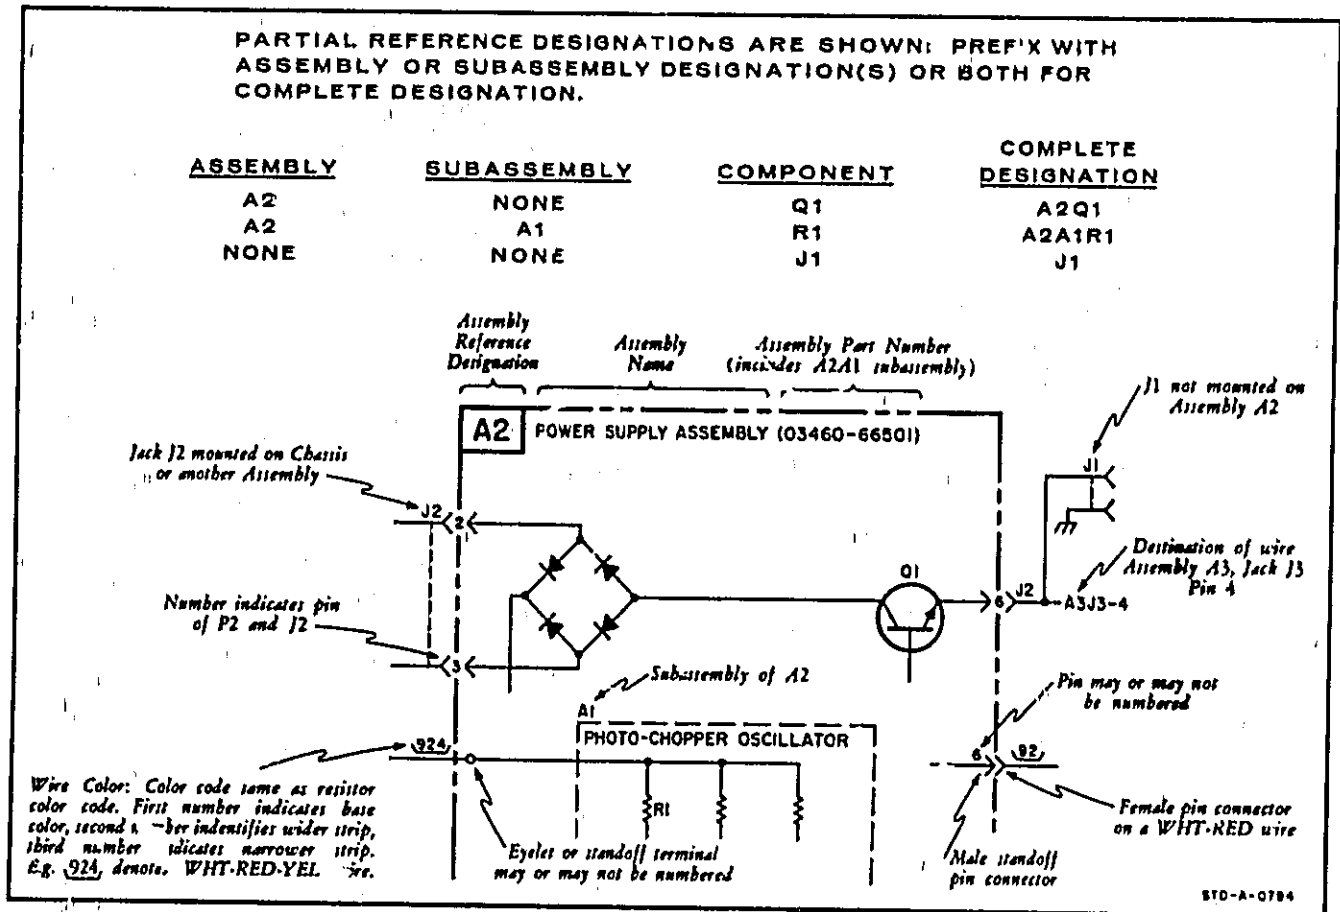 PARTIAL REFERENCE DESIGNATIONS ARE SHOWN: PREF'X WITH
ASSEMBLY OR SUBASSEMBLY DESIGNATION(S) OR BOTH FOR
COMPLETE DESIGNATION.
ASSEMBLY SUBASSEMBLY COMPONENT COMPLETE DESIGNATION
A2 NONE Q1 A2Q1
A2 A1 R1 A2A1R1
NONE NONE J1 J1
Assembly
Reference
Designation
Assembly
Name
Assembly Part Number
(includes A2A1 subassembly)
J1 not mounted on
Assembly A2
A2 POWER SUPPLY ASSEMBLY (03460-66501)
Jack J2 mounted on Chassis
or another Assembly
J1
J2
2
Destination of wire
Assembly A3, Jack J3
Pin 4
Q1
6
J2
A3J3-4
Number indicates pin
of P2 and J2
3
Subassembly of A2
Pin may or may not
be numbered
A1
PHOTO-CHOPPER OSCILLATOR
924
6
92
R1
Wire Color: Color code same as resistor
color code. First number indicates base
color, second identifies wider strip,
third number narrower strip.
E.g. 924, WHT-RED-YEL
Eyelet or standoff terminal
may or may not be numbered
Female pin connector
on a WHT-RED wire
Male standoff
pin connector
STD-A-0794